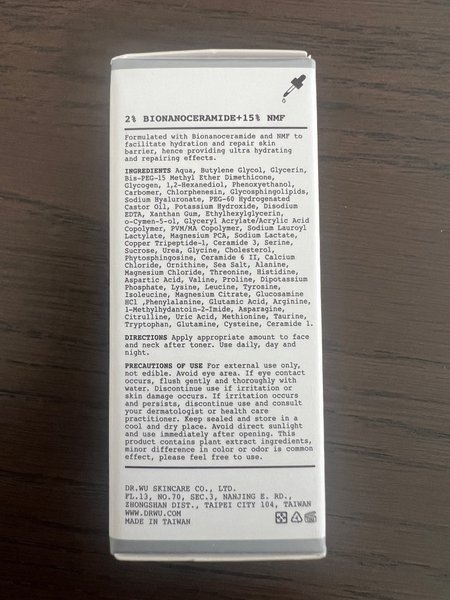 2% BIONANOCERAMIDE+15% NMF
Formulated with Bionanoceramide and NMF to
facilitate hydration and repair skin
barrier, hence providing ultra hydrating
and repairing effects.
INGREDIENTS Aqua, Butylene Glycol, Glycerin,
Bis-PEG-15 Methyl Ether Dimethicone,
Glycogen, 1,2-Hexanediol, Phenoxyethanol,
Carbomer, Chlorphenesin, Glycosphingolipids,
Sodium Hyaluronate, PEG-60 Hydrogenated
Castor Oil, Potassium Hydroxide, Disodium
EDTA, Xanthan Gum, Ethylhexylglycerin,
o-Cymen-5-ol, Glyceryl Acrylate/Acrylic Acid
Copolymer, PVM/MA Copolymer, Sodium Lauroyl
Lactylate, Magnesium PCA, Sodium Lactate,
Copper Tripeptide-1, Ceramide 3, Serine,
Sucrose, Urea, Glycine, Cholesterol,
Phytosphingosine, Ceramide 6 II, Calcium
Chloride, Ornithine, Sea Salt, Alanine,
Magnesium Chloride, Threonine, Histidine,
Aspartic Acid, Valine, Proline, Dipotassium
Phosphate, Lysine, Leucine, Tyrosine,
Isoleucine, Magnesium Citrate, Glucosamine
HCl ,Phenylalanine, Glutamic Acid, Arginine,
1-Methylhydantoin-2-Imide, Asparagine,
Citrulline, Uric Acid, Methionine, Taurine,
Tryptophan, Glutamine, Cysteine, Ceramide 1.
DIRECTIONS Apply appropriate amount to face
and neck after toner. Use daily, day and
night.
PRECAUTIONS OF USE For external use only,
not edible. Avoid eye area. If eye contact
occurs, flush gently and thoroughly with
water. Discontinue use if irritation or
skin damage occurs. If irritation occurs
and persists, discontinue use and consult
your dermatologist or health care
practitioner. Keep sealed and store in a
cool and dry place. Avoid direct sunlight
and use immediately after opening. This
product contains plant extract ingredients,
minor difference in color or odor is common
effect, please feel free to use.
DR.WU SKINCARE CO., LTD.
FL.13, NO.70, SEC.3, NANJING E. RD.,
ZHONGSHAN DIST., TAIPEI CITY 104, TAIWAN
WWW.DRWU.COM
MADE IN TAIWAN